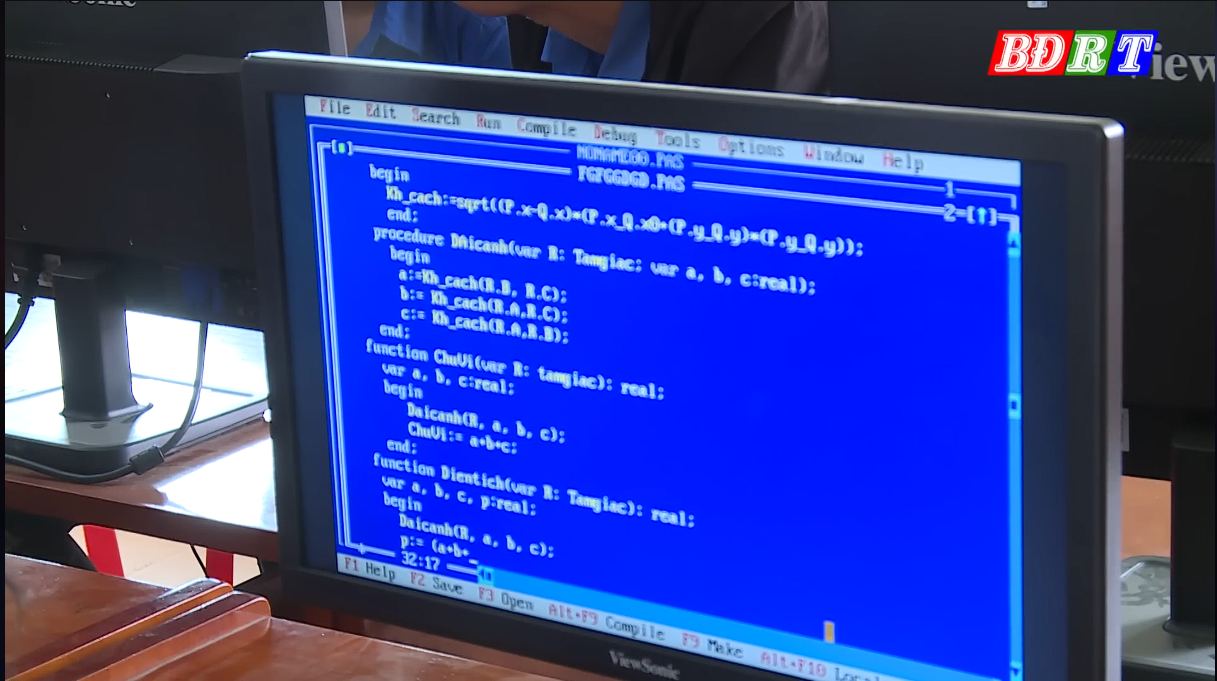 BĐRT
View
File Edit Search Run Compile Debug Tools Options Window Help
NONAME00.PAS
1
[■]
FGFGGDGD.PAS
2=[↑]
begin
Kh_cach:=sqrt((P.x-Q.x)*(P.x_Q.x0+(P.y_Q.y)*(P.y_Q.y));
end;
procedure DAicanh(var R: Tamgiac; var a, b, c:real);
begin
a:=Kh_cach(R.B, R.C);
b:= Kh_cach(R.A,R.C);
c:= Kh_cach(R.A,R.B);
end;
function ChuVi(var R: tamgiac): real;
var a, b, c:real;
begin
Daicanh(R, a, b, c);
ChuVi:= a+b+c;
end;
function Dientich(var R: Tamgiac): real;
var a, b, c, p:real;
begin
Daicanh(R, a, b, c);
p:= (a+b+_
32:17
F1 Help F2 Save F3 Open Alt+F9 Compile F9 Make Alt+F10 Local
ViewSonic